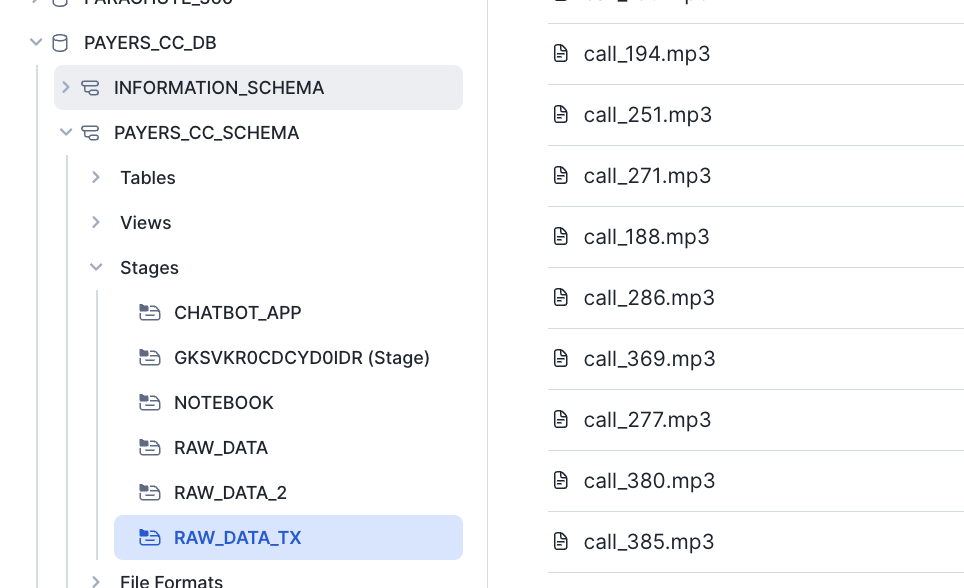 PAYERS_CC_DB
INFORMATION_SCHEMA
PAYERS_CC_SCHEMA
Tables
Views
Stages
CHATBOT_APP
GKSVKR0CDCYD0IDR (Stage)
NOTEBOOK
RAW_DATA
RAW_DATA_2
RAW_DATA_TX
File Formats
call_194.mp3
call_251.mp3
call_271.mp3
call_188.mp3
call_286.mp3
call_369.mp3
call_277.mp3
call_380.mp3
call_385.mp3